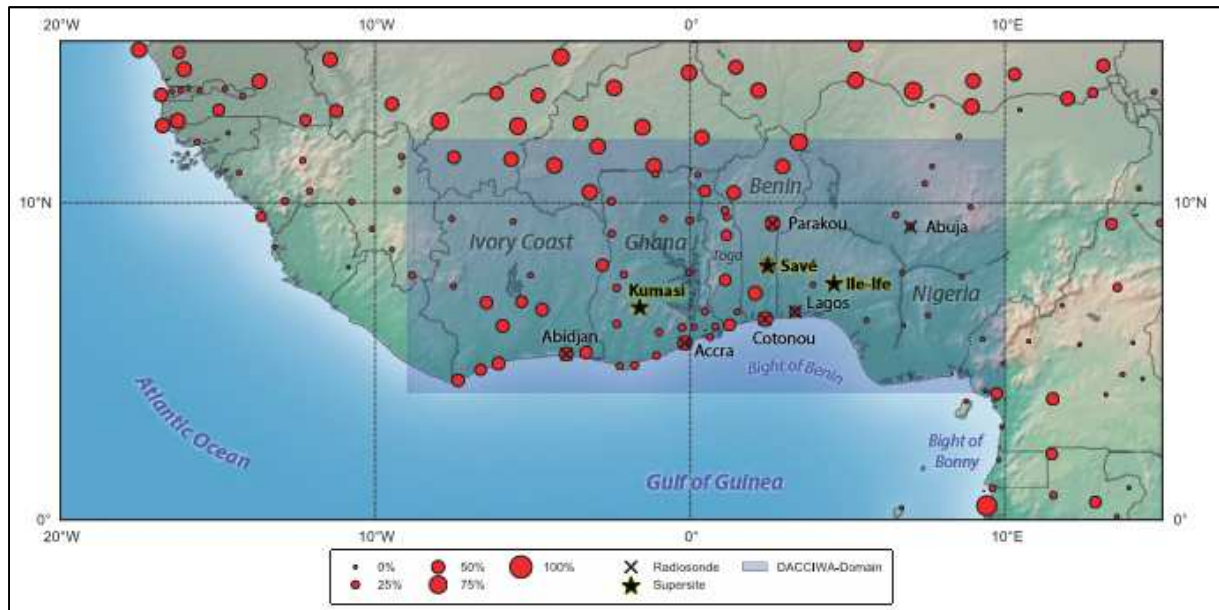 20°W 10°W 0° 10°E
Benin
10°N 10°N
Parakou Abuja
Ivory Coast Ghana
Togo
Savé
Ile-Ife
Kumasi Nigeria
Lagos
Abidjan Cotonou
Accra
Bight of Benin
Atlantic Ocean
Bight of
Bonny
Gulf of Guinea
0° 0°
20°W 10°W 0° 10°E
0% 50% 100% Radiosonde DACCIWA-Domain
25% 75% Supersite